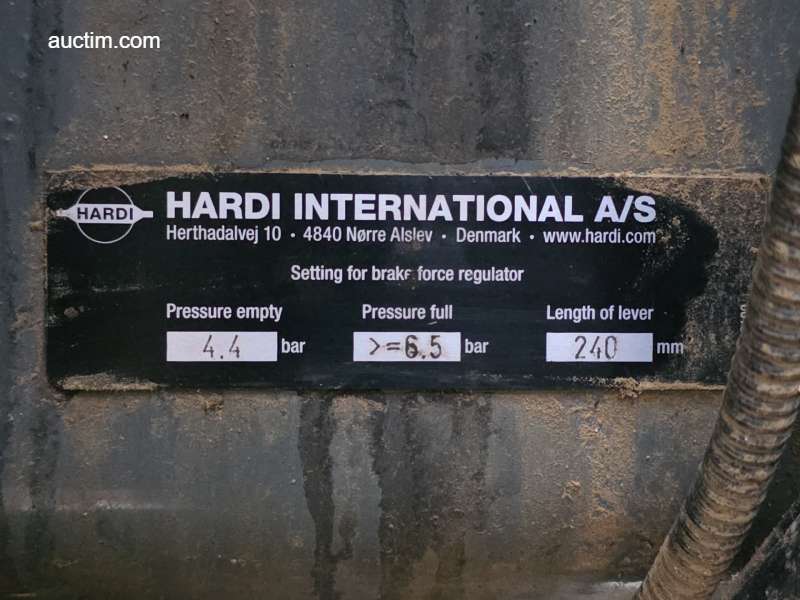 auctim.com
HARDI
HARDI INTERNATIONAL A/S
Herthadalvej 10 • 4840 Nørre Alslev • Denmark • www.hardi.com
Setting for brake force regulator
Pressure empty Pressure full Length of lever
4.4 bar >=6.5 bar 240 mm